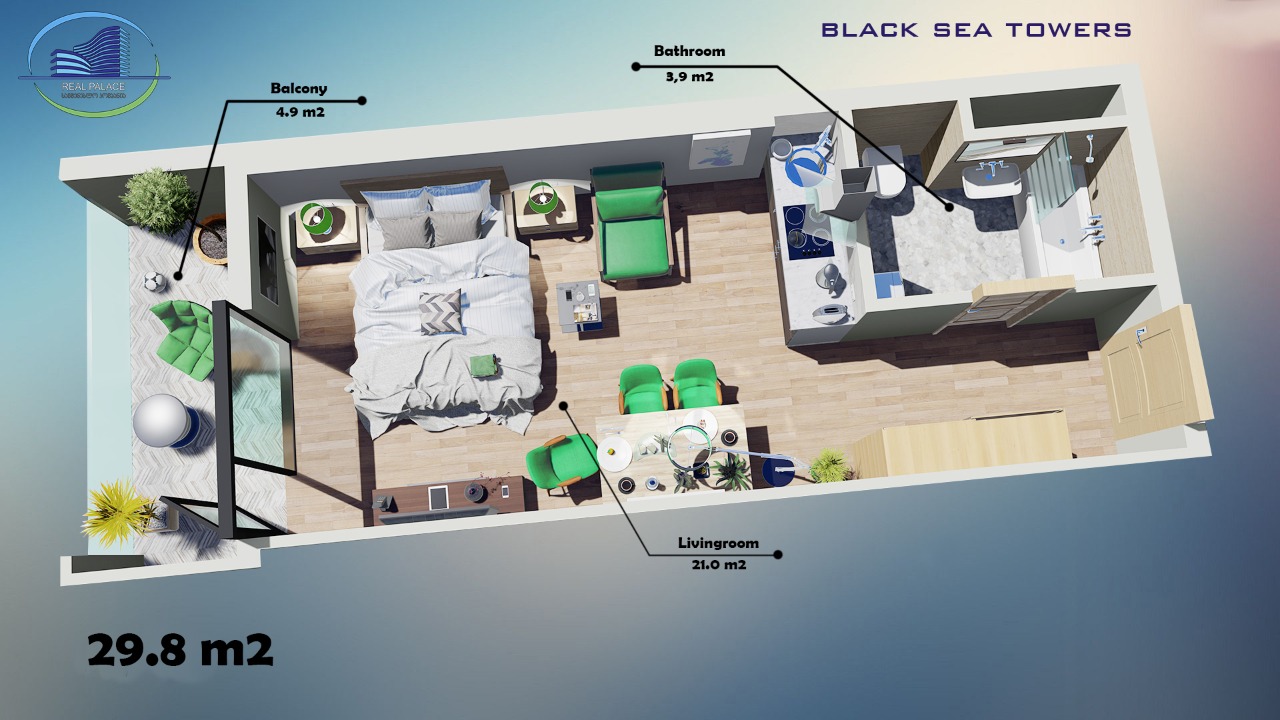 BLACK SEA TOWERS
REAL PALACE
Balcony
4.9 m2
Bathroom
3,9 m2
Livingroom
21.0 m2
29.8 m2